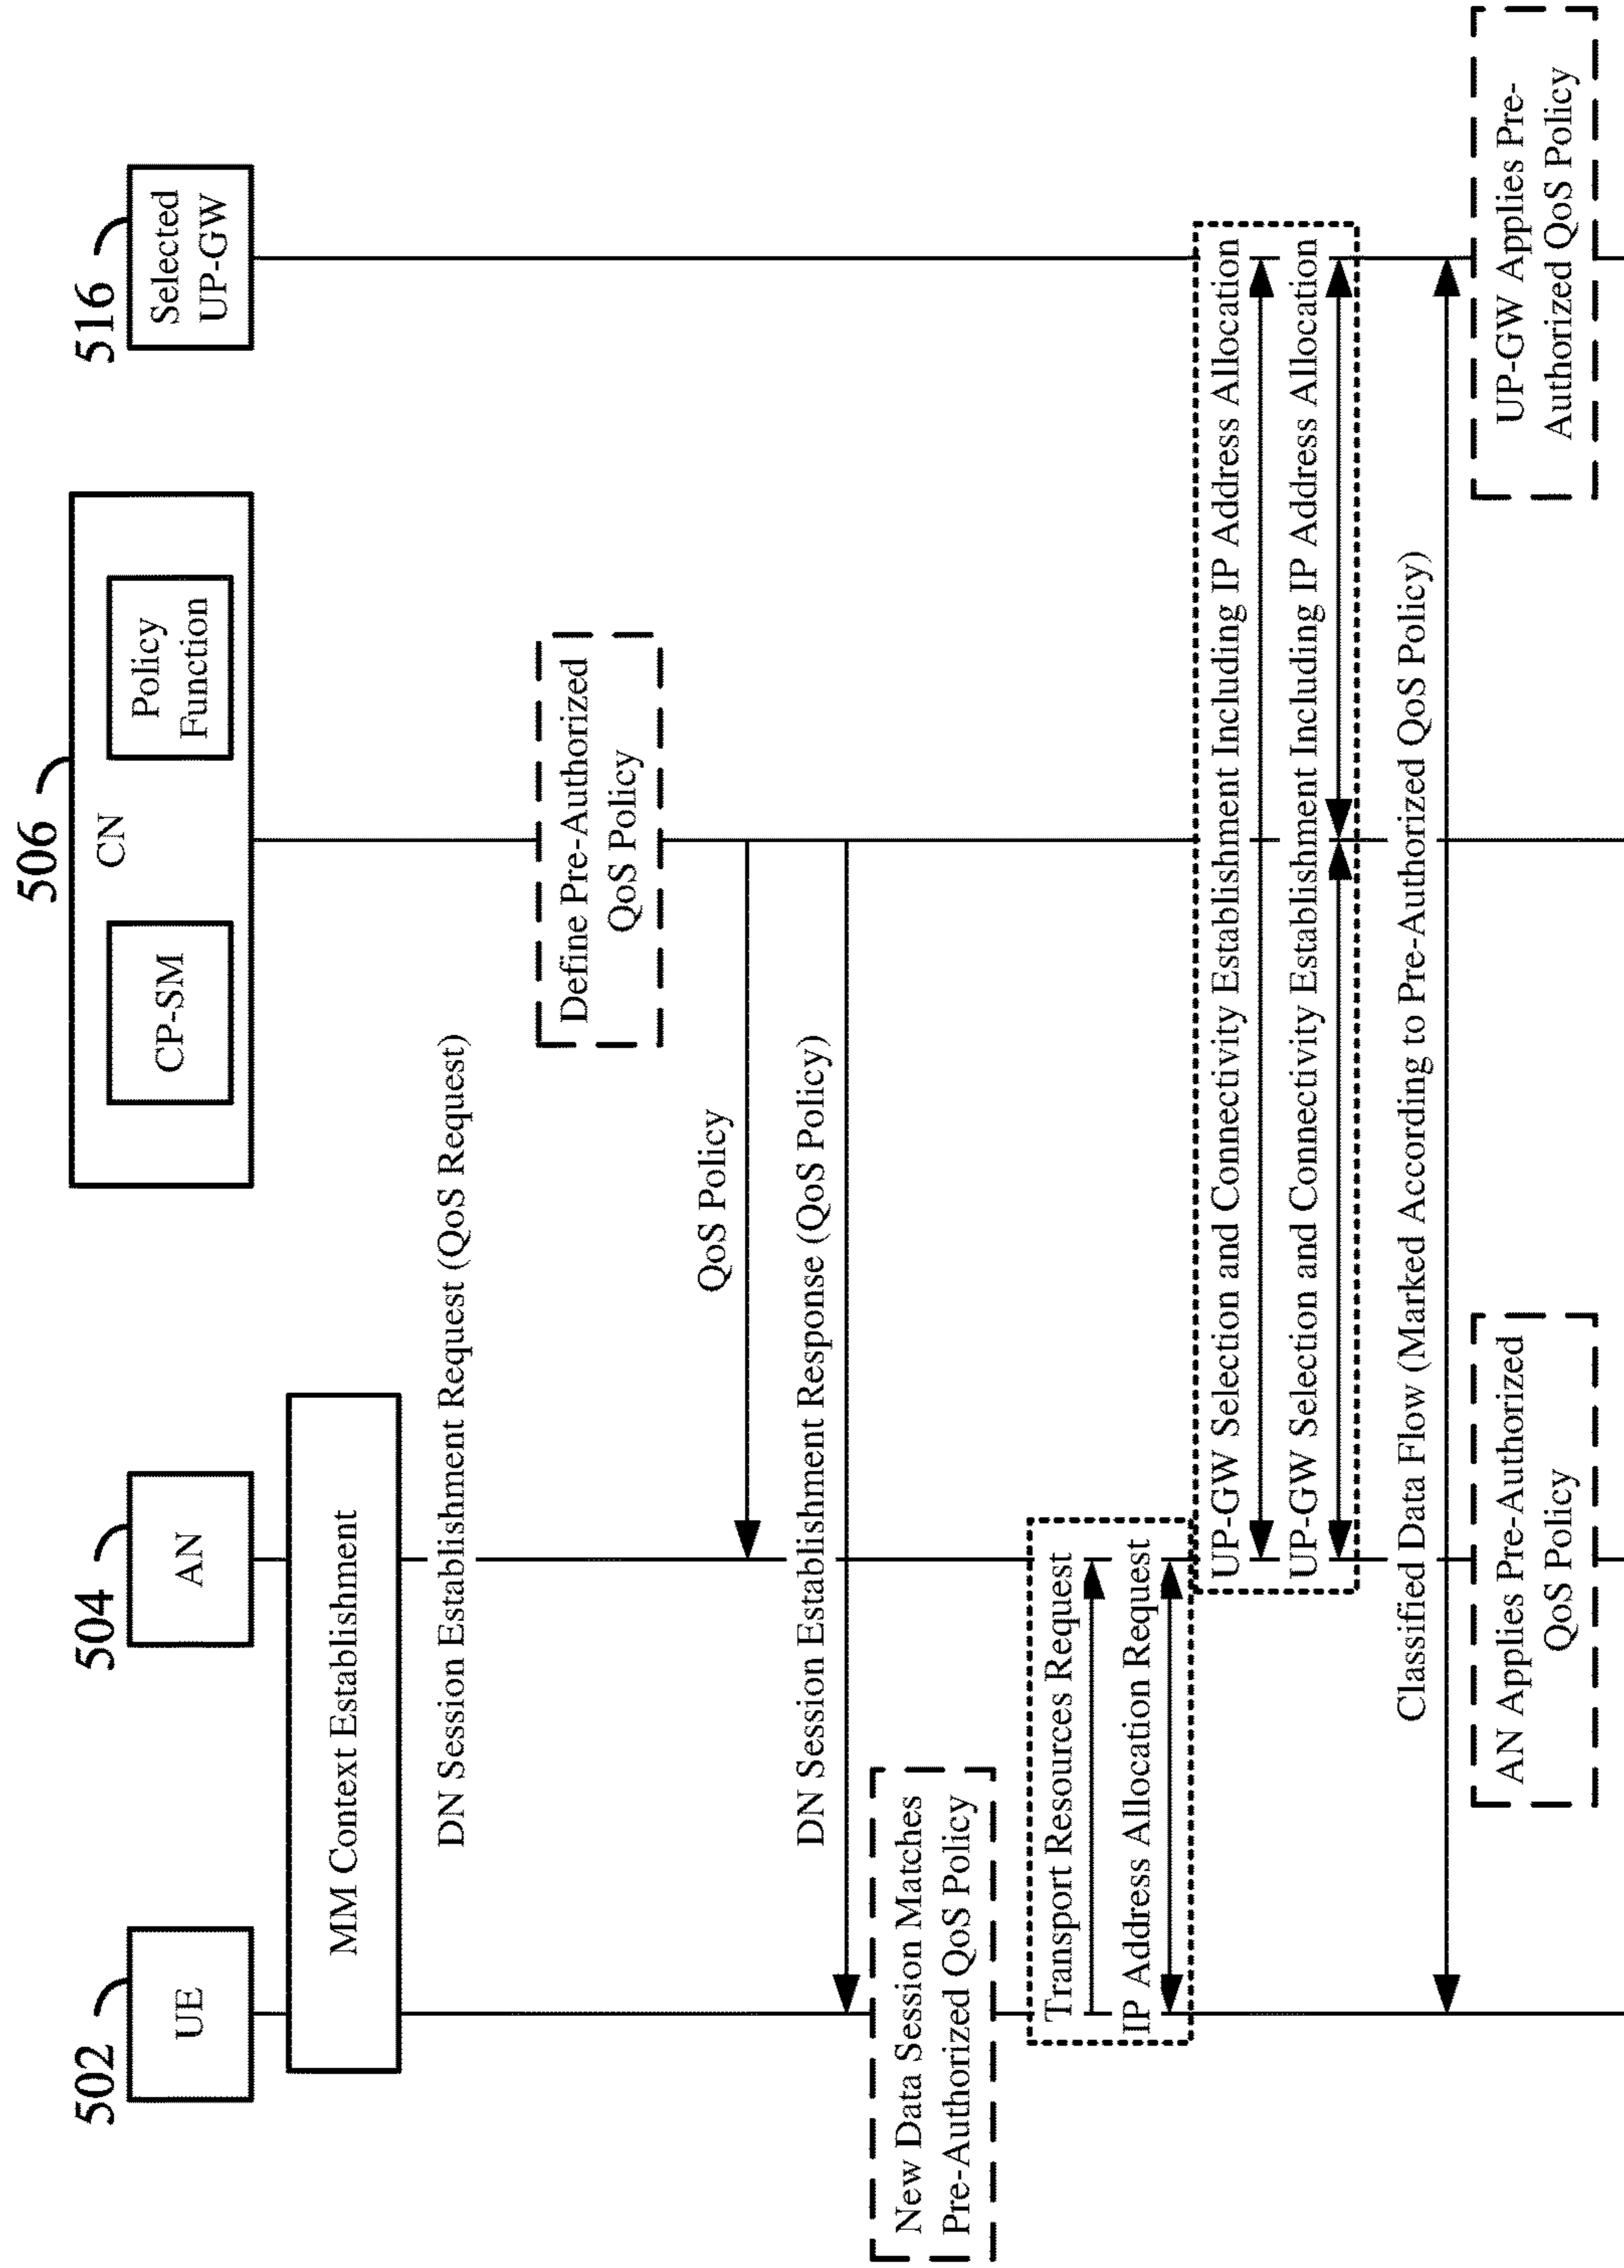 502
504
506
516
UE
AN
CN
CP-SM
Policy
Function
Selected
UP-GW
MM Context Establishment
DN Session Establishment Request (QoS Request)
Define Pre-Authorized
QoS Policy
QoS Policy
DN Session Establishment Response (QoS Policy)
New Data Session Matches
Pre-Authorized QoS Policy
Transport Resources Request
IP Address Allocation Request
UP-GW Selection and Connectivity Establishment Including IP Address Allocation
UP-GW Selection and Connectivity Establishment Including IP Address Allocation
Classified Data Flow (Marked According to Pre-Authorized QoS Policy)
AN Applies Pre-Authorized
QoS Policy
UP-GW Applies Pre-
Authorized QoS Policy